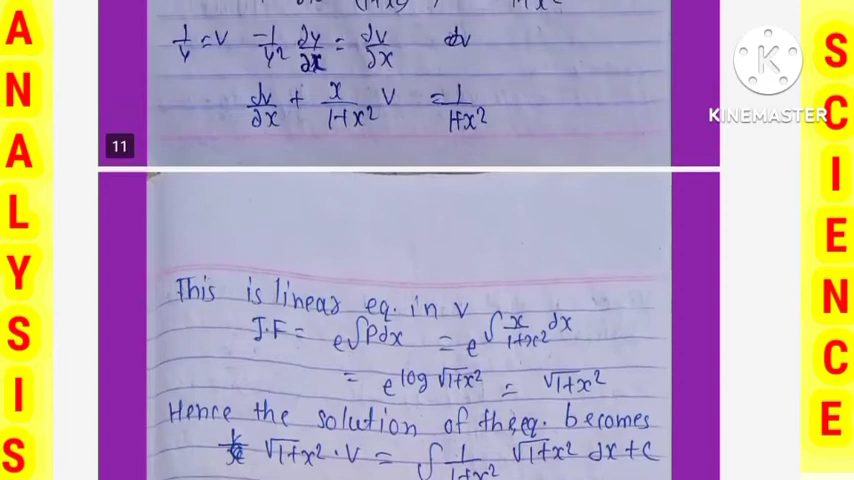 A
N
A
L
Y
S
I
S
S
C
I
E
N
C
E
KINEMASTER
1/y = v -1/y² ∂y/∂x = ∂v/∂x dv
dv/∂x + x/1+x² v = 1/1+x²
11
This is linear eq. in v
I.F = e∫Pdx = e∫x/1+x² dx
= e log √1+x² = √1+x²
Hence the solution of the eq. becomes
√1+x² · v = ∫ 1/1+x² √1+x² dx + c